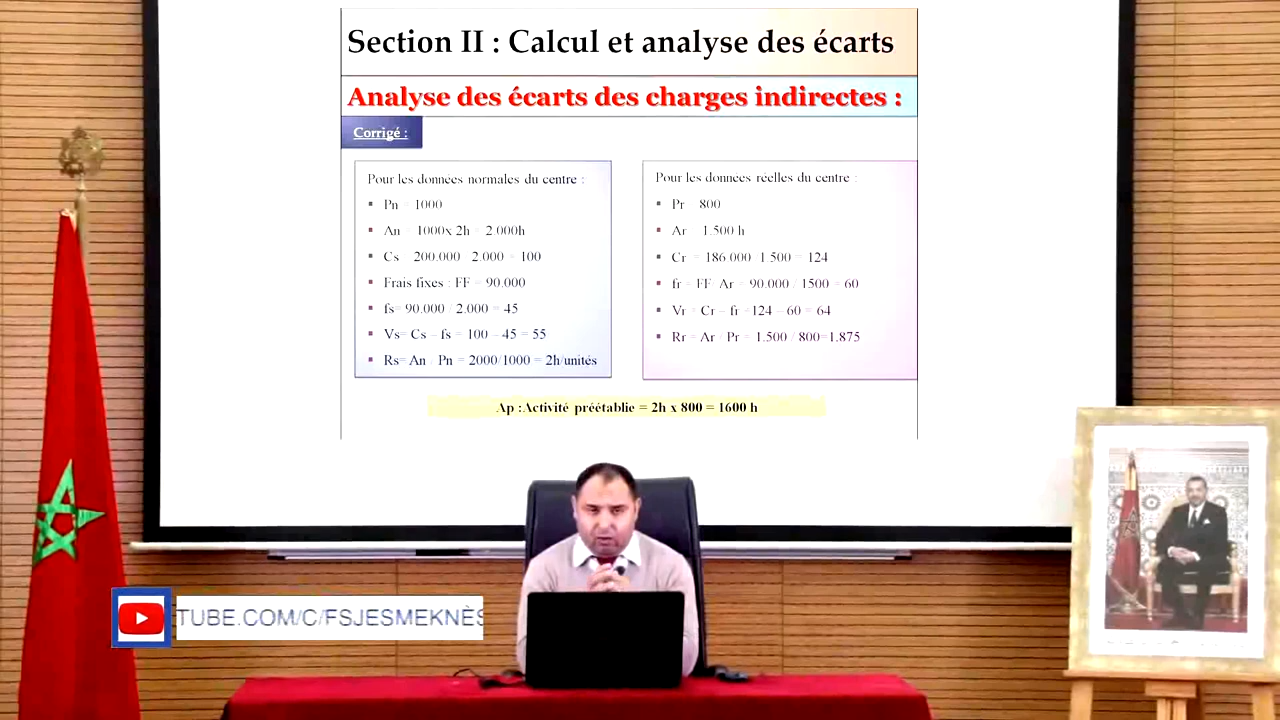 Section II : Calcul et analyse des écarts
Analyse des écarts des charges indirectes :
Corrigé :
Pour les données normales du centre :
Pn = 1000
An = 1000x 2h = 2.000h
Cs 200.000 2.000 = 100
Frais fixes : FF = 90.000
fs= 90.000 / 2.000 = 45
Vs= Cs – fs = 100 – 45 = 55
Rs= An Pn = 2000/1000 = 2h/unités
Pour les données réelles du centre :
Pr 800
Ar 1.500 h
Cr = 186.000 1.500 = 124
fr = FF Ar = 90.000 / 1500 = 60
Vr = Cr – fr =124 – 60 = 64
Rr = Ar Pr = 1.500 / 800=1.875
Ap :Activité préétablie = 2h x 800 = 1600 h
TUBE.COM/C/FSJESMEKNÈS